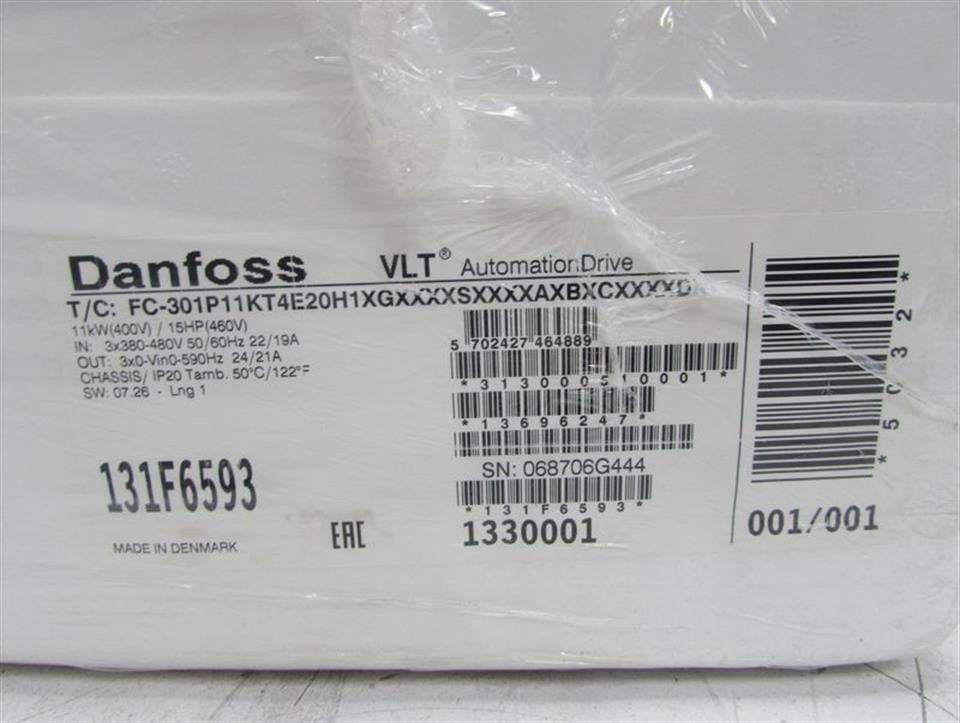 Danfoss VLT® AutomationDrive
T/C: FC-301P11KT4E20H1XGXXXXSXXXXAXBXCXXXXD
11kW(400V) / 15HP(460V)
IN: 3x380-480V 50/60Hz 22/19A
OUT: 3x0-Vin0-590Hz 24/21A
CHASSIS/ IP20 Tamb. 50°C/122°F
SW: 07.26 - Lng 1
5 702427 464889
*313000510001*
*13696247*
SN: 068706G444
*131F6593*
131F6593
1330001
MADE IN DENMARK
EAC
*5032*
001/001